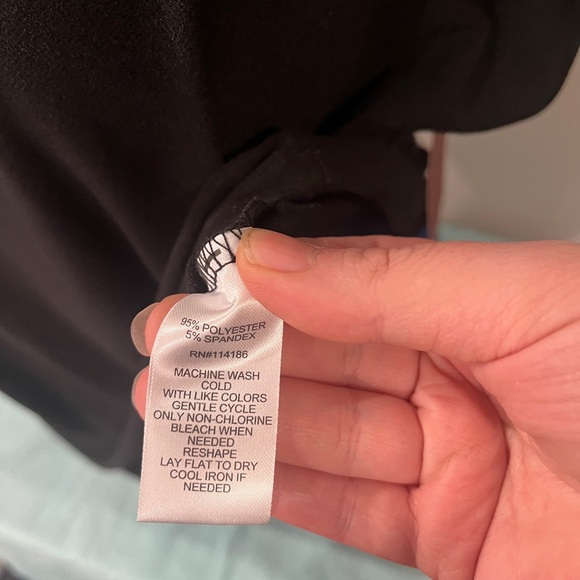 95% POLYESTER
5% SPANDEX
RN#114186
MACHINE WASH
COLD
WITH LIKE COLORS
GENTLE CYCLE
ONLY NON-CHLORINE
BLEACH WHEN
NEEDED
RESHAPE
LAY FLAT TO DRY
COOL IRON IF
NEEDED